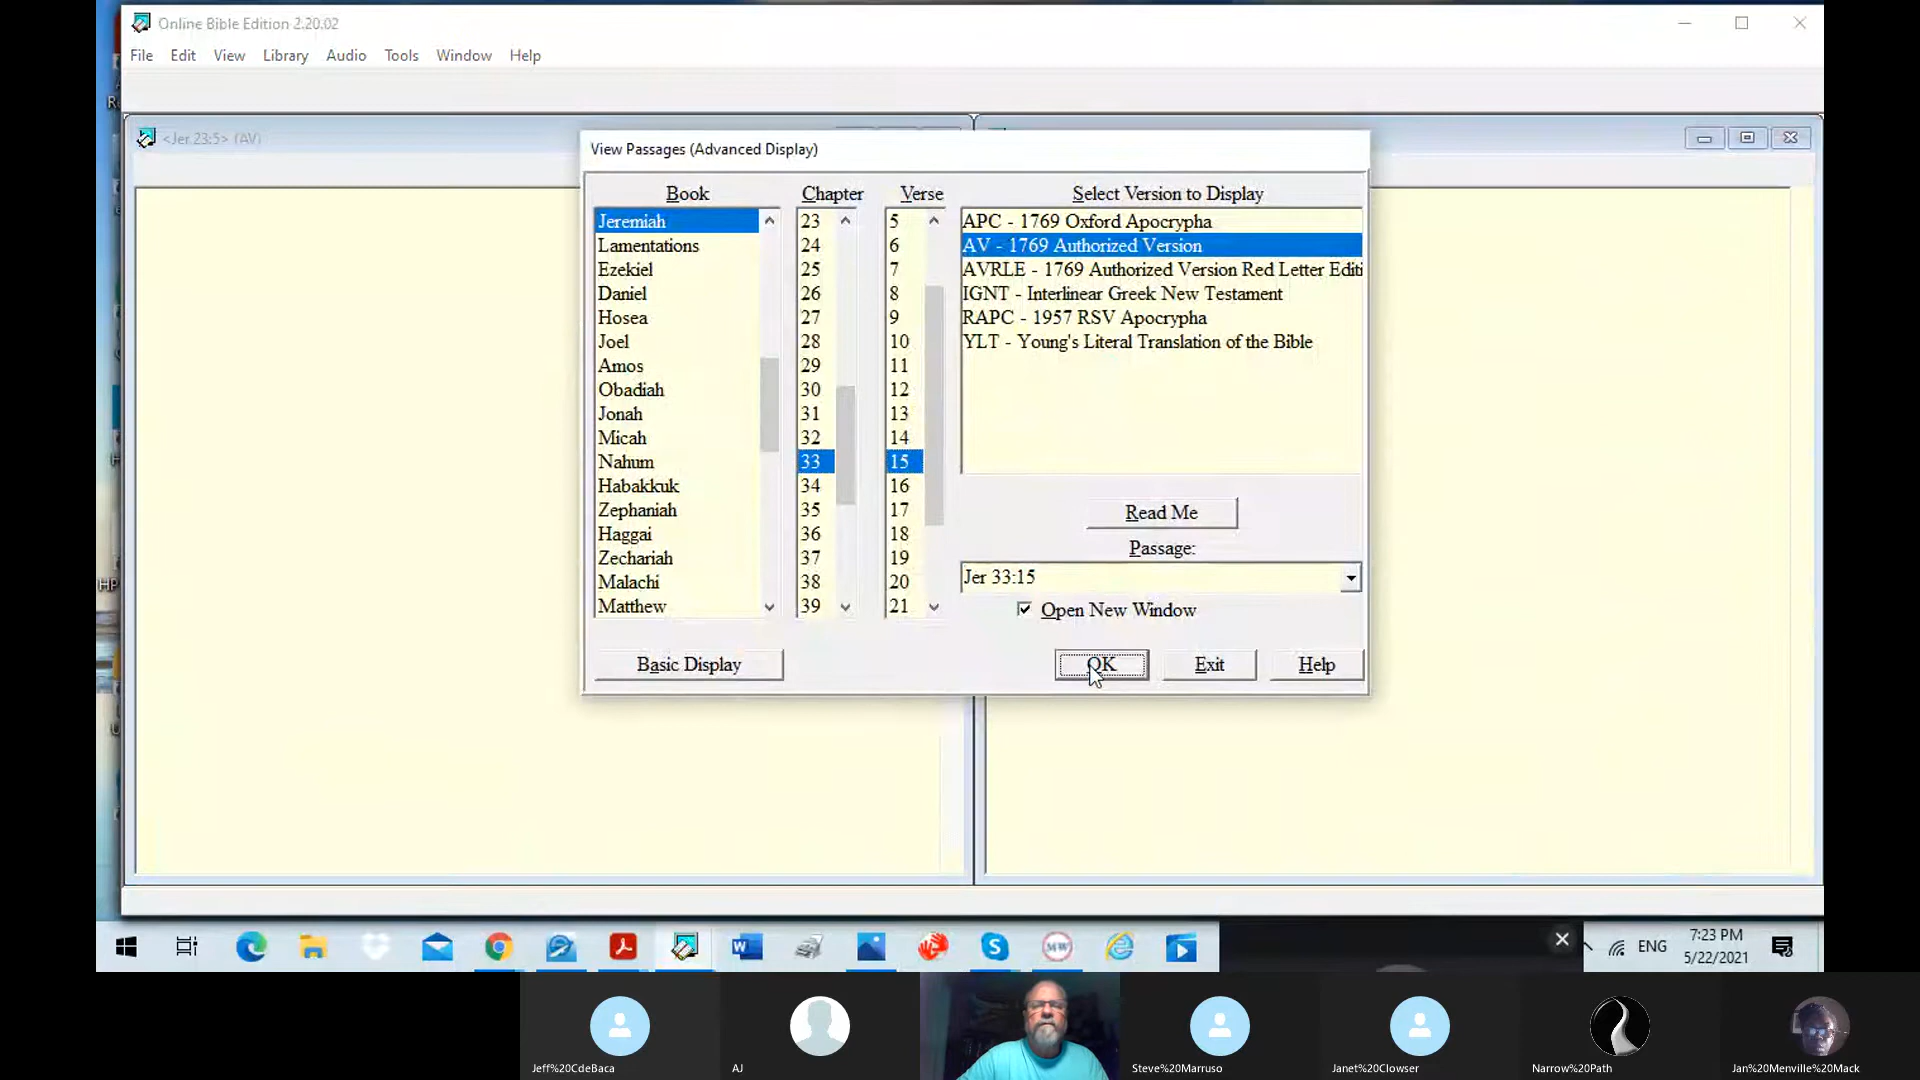 Online Bible Edition 2.20.02
File Edit View Library Audio Tools Window Help
<Jer 23:5> (AV)
View Passages (Advanced Display)
Book Chapter Verse Select Version to Display
Jeremiah 23 5 APC - 1769 Oxford Apocrypha
Lamentations 24 6 AV - 1769 Authorized Version
Ezekiel 25 7 AVRLE - 1769 Authorized Version Red Letter Editi
Daniel 26 8 IGNT - Interlinear Greek New Testament
Hosea 27 9 RAPC - 1957 RSV Apocrypha
Joel 28 10 YLT - Young's Literal Translation of the Bible
Amos 29 11
Obadiah 30 12
Jonah 31 13
Micah 32 14
Nahum 33 15
Habakkuk 34 16
Zephaniah 35 17
Haggai 36 18
Zechariah 37 19
Malachi 38 20
Matthew 39 21
Read Me
Passage:
Jer 33:15
Open New Window
Basic Display OK Exit Help
HP
ENG
7:23 PM
5/22/2021
Jeff%20CdeBaca AJ Steve%20Marruso Janet%20Clowser Narrow%20Path Jan%20Menville%20Mack